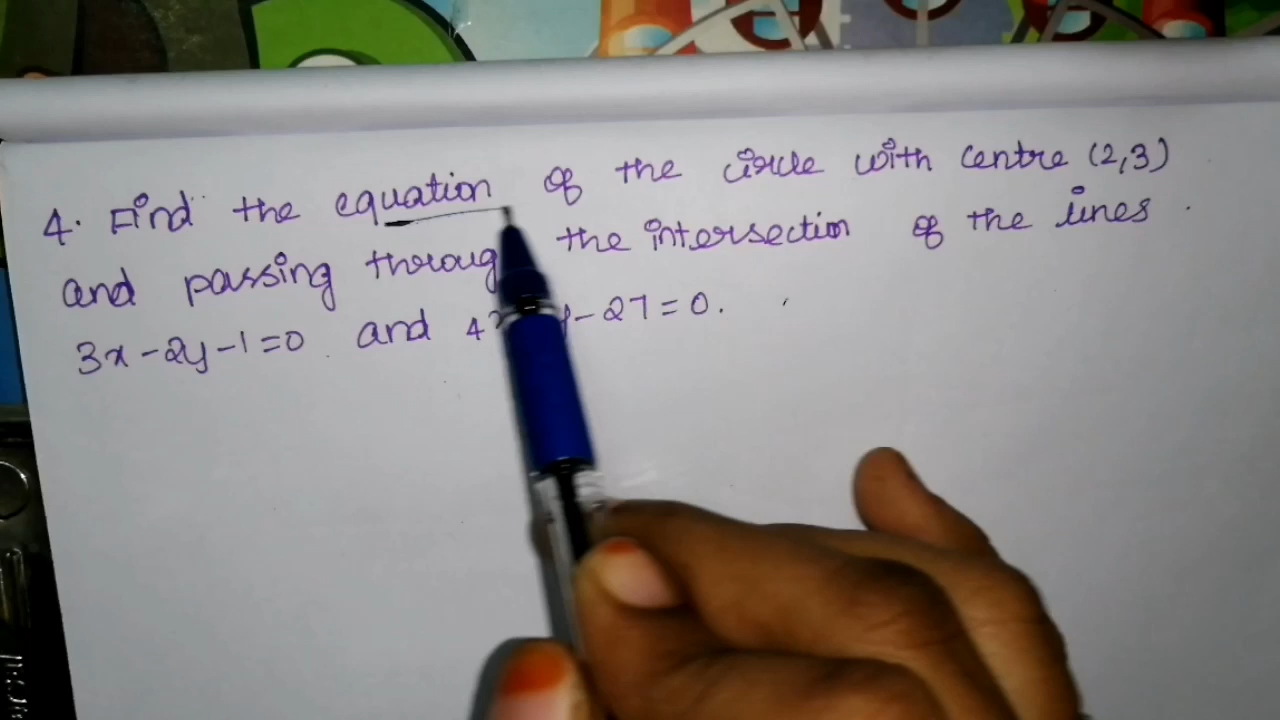 4. Find the equation of the circle with centre (2,3)
and passing throug the intersection of the lines
3x-2y-1=0 and 4 y-27=0.